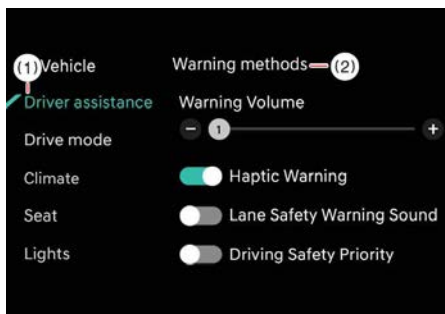 (1) Vehicle
Driver assistance
Drive mode
Climate
Seat
Lights
Warning methods (2)
Warning Volume
− 1 +
Haptic Warning
Lane Safety Warning Sound
Driving Safety Priority